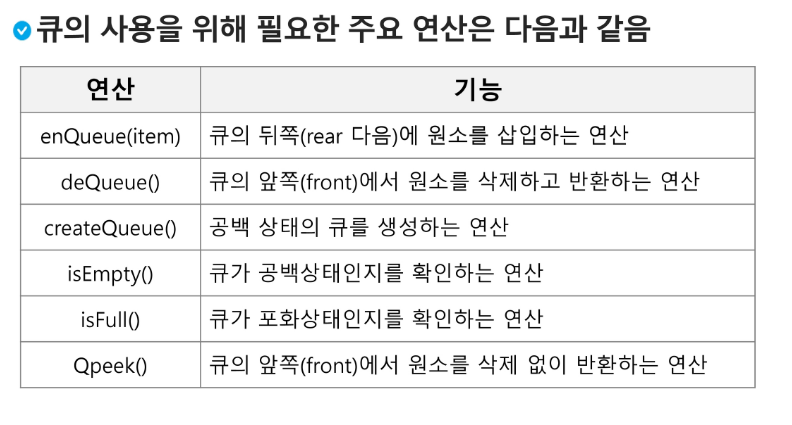 큐의 사용을 위해 필요한 주요 연산은 다음과 같음
연산 기능
enQueue(item) 큐의 뒤쪽(rear 다음)에 원소를 삽입하는 연산
deQueue() 큐의 앞쪽(front)에서 원소를 삭제하고 반환하는 연산
createQueue() 공백 상태의 큐를 생성하는 연산
isEmpty() 큐가 공백상태인지를 확인하는 연산
isFull() 큐가 포화상태인지를 확인하는 연산
Qpeek() 큐의 앞쪽(front)에서 원소를 삭제 없이 반환하는 연산